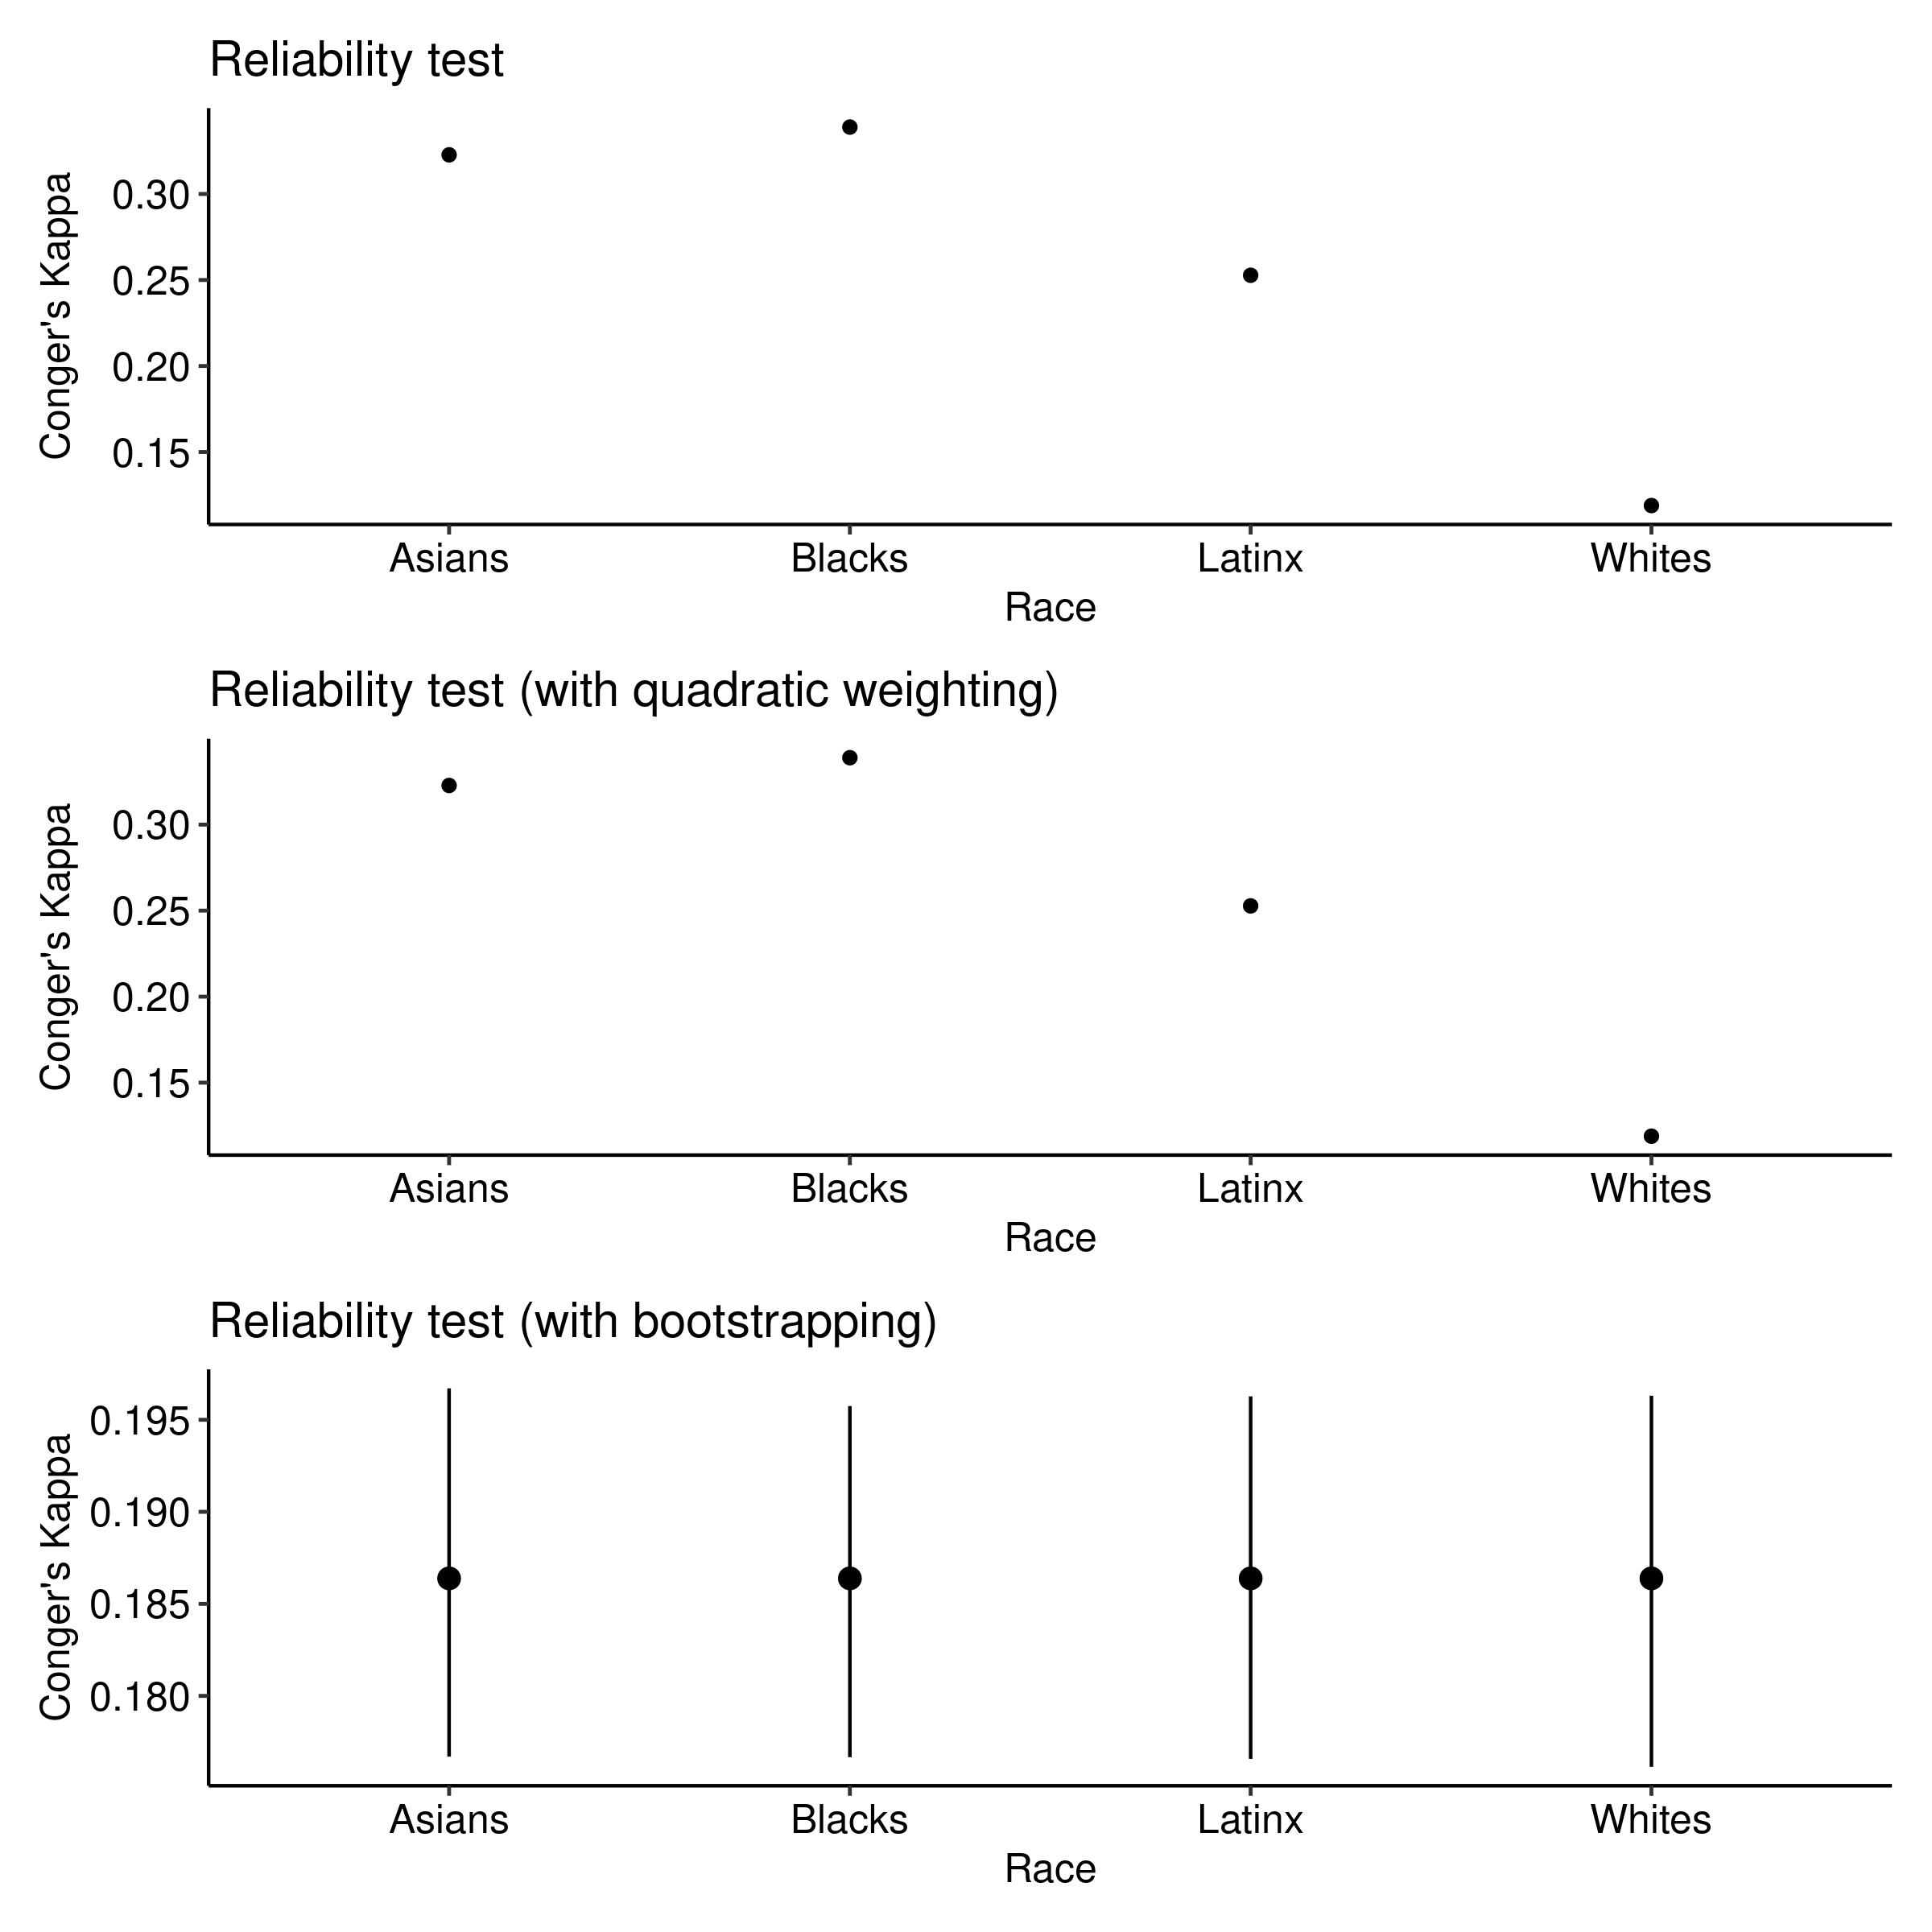 Reliability test
Conger's Kappa
0.30
0.25
0.20
0.15
Asians Blacks Latinx Whites
Race
Reliability test (with quadratic weighting)
Conger's Kappa
0.30
0.25
0.20
0.15
Asians Blacks Latinx Whites
Race
Reliability test (with bootstrapping)
Conger's Kappa
0.195
0.190
0.185
0.180
Asians Blacks Latinx Whites
Race